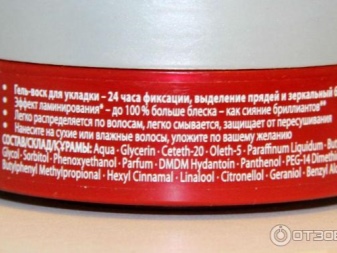 • Гель-воск для укладки – 24 часа фиксации, выделение прядей и зеркальный
Эффект ламинирования* – до 100 % больше блеска – как сияние бриллиантов**
• Легко распределяется по волосам, легко смывается, защищает от пересушивания
Нанесите на сухие или влажные волосы, уложите по вашему желанию
СОСТАВ/СКЛАД/ҚҰРАМЫ: Aqua · Glycerin · Ceteth-20 · Oleth-5 · Paraffinum Liquidum ·
Glycol · Sorbitol · Phenoxyethanol · Parfum · DMDM Hydantoin · Panthenol · PEG-14
Butylphenyl Methylpropional · Hexyl Cinnamal · Linalool · Citronellol · Geraniol · Benzyl
ОТЗОВ